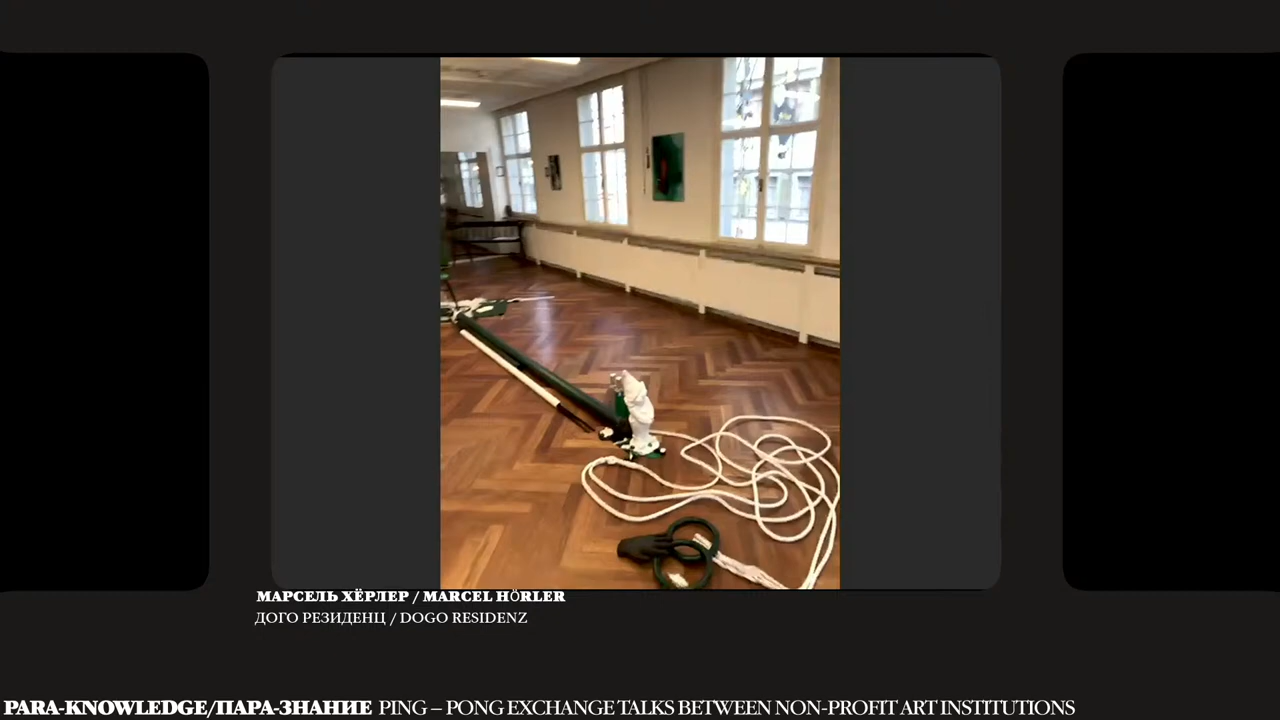 МАРСЕЛЬ ХЁРЛЕР / MARCEL HÖRLER
ДОГО РЕЗИДЕНЦ / DOGO RESIDENZ
PARA-KNOWLEDGE/ПАРА-ЗНАНИЕ PING – PONG EXCHANGE TALKS BETWEEN NON-PROFIT ART INSTITUTIONS